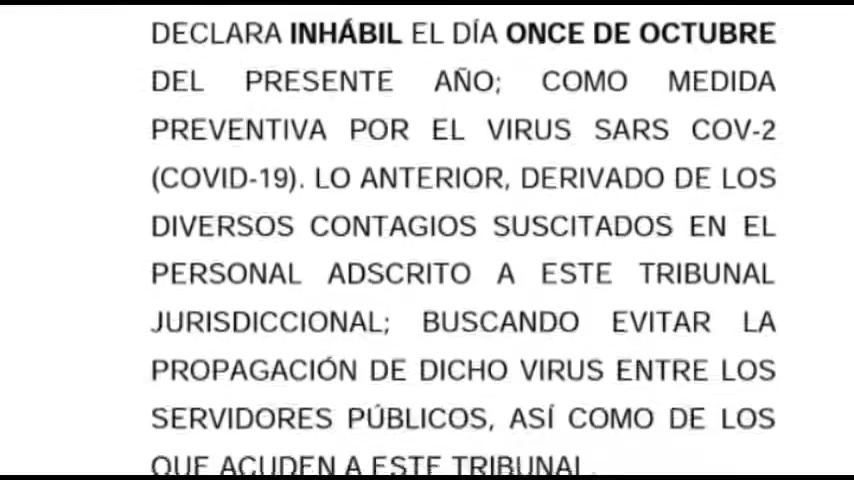 DECLARA INHÁBIL EL DÍA ONCE DE OCTUBRE
DEL PRESENTE AÑO; COMO MEDIDA
PREVENTIVA POR EL VIRUS SARS COV-2
(COVID-19). LO ANTERIOR, DERIVADO DE LOS
DIVERSOS CONTAGIOS SUSCITADOS EN EL
PERSONAL ADSCRITO A ESTE TRIBUNAL
JURISDICCIONAL; BUSCANDO EVITAR LA
PROPAGACIÓN DE DICHO VIRUS ENTRE LOS
SERVIDORES PÚBLICOS, ASÍ COMO DE LOS
QUE ACUDEN A ESTE TRIBUNAL.